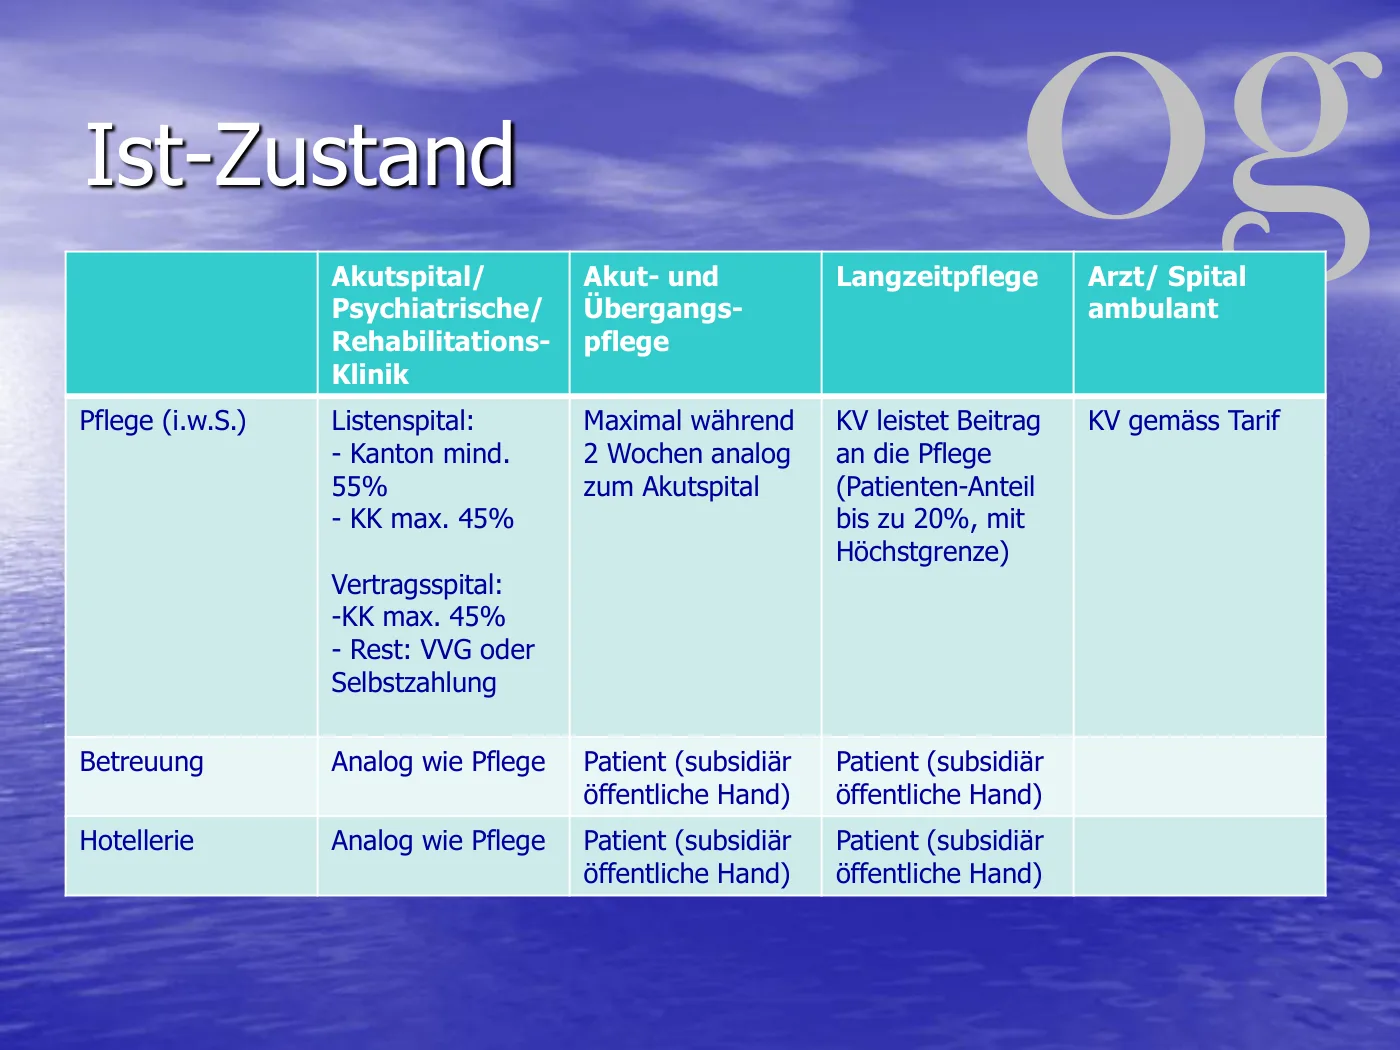 og
Ist-Zustand
Akutspital/
Psychiatrische/
Rehabilitations-
Klinik
Akut- und
Übergangs-
pflege
Langzeitpflege
Arzt/ Spital
ambulant
Pflege (i.w.S.)
Listenspital:
- Kanton mind.
55%
- KK max. 45%
Vertragsspital:
-KK max. 45%
- Rest: VVG oder
Selbstzahlung
Maximal während
2 Wochen analog
zum Akutspital
KV leistet Beitrag
an die Pflege
(Patienten-Anteil
bis zu 20%, mit
Höchstgrenze)
KV gemäss Tarif
Betreuung
Analog wie Pflege
Patient (subsidiär
öffentliche Hand)
Patient (subsidiär
öffentliche Hand)
Hotellerie
Analog wie Pflege
Patient (subsidiär
öffentliche Hand)
Patient (subsidiär
öffentliche Hand)